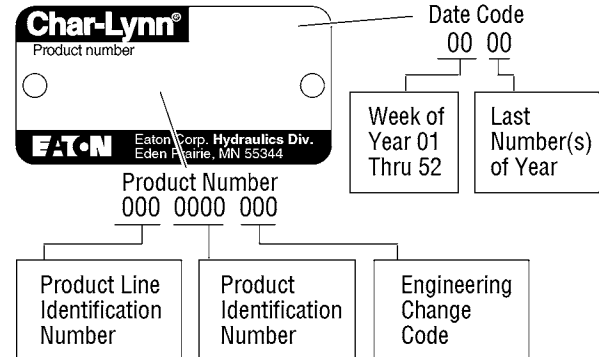 Char-Lynn®
Product number
EATON
Eaton Corp. Hydraulics Div.
Eden Prairie, MN 55344
Date Code
00 00
Week of
Year 01
Thru 52
Last
Number(s)
of Year
Product Number
000 0000 000
Product Line
Identification
Number
Product
Identification
Number
Engineering
Change
Code